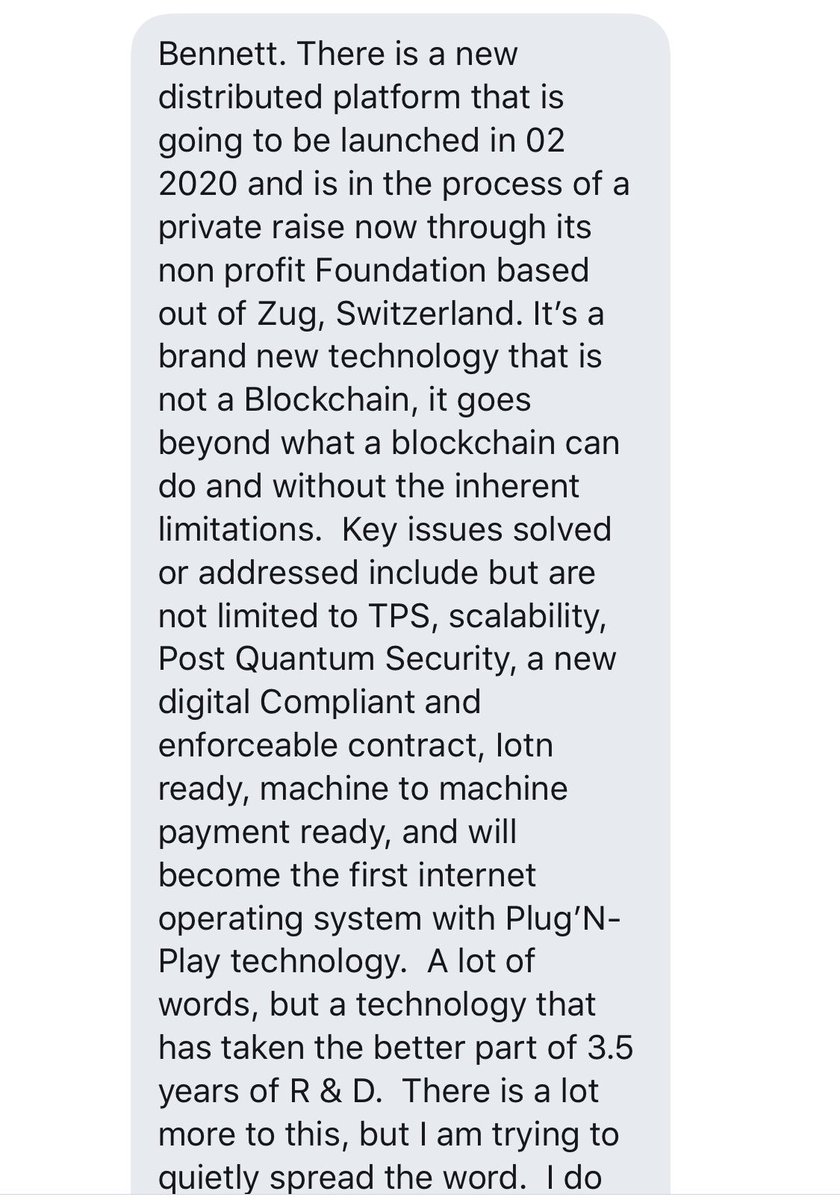 Bennett. There is a new
distributed platform that is
going to be launched in 02
2020 and is in the process of a
private raise now through its
non profit Foundation based
out of Zug, Switzerland. It’s a
brand new technology that is
not a Blockchain, it goes
beyond what a blockchain can
do and without the inherent
limitations.  Key issues solved
or addressed include but are
not limited to TPS, scalability,
Post Quantum Security, a new
digital Compliant and
enforceable contract, Iotn
ready, machine to machine
payment ready, and will
become the first internet
operating system with Plug’N-
Play technology.  A lot of
words, but a technology that
has taken the better part of 3.5
years of R & D.  There is a lot
more to this, but I am trying to
quietly spread the word.  I do